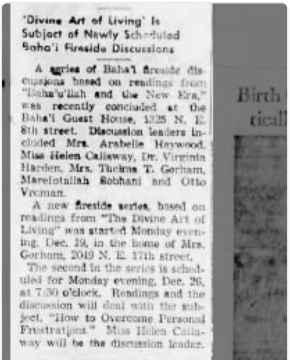 'Divine Art of Living' Is
Subject of Newly Scheduled
Baha'i Fireside Discussions
A series of Baha'i fireside dis-
cussions based on readings from
"Baha'u'llah and the New Era,"
was recently concluded at the
Baha'i Guest House, 1325 N. E.
8th street. Discussion leaders in-
cluded Mrs. Arabelle Haywood,
Miss Helen Callaway, Dr. Virginia
Harden, Mrs. Thelma T. Gorham,
Marefotallah Sobhani and Otto
Vroman.
A new fireside series, based on
readings from "The Divine Art of
Living" was started Monday even-
ing, Dec. 19, in the home of Mrs.
Gorham, 2049 N. E. 17th street.
The second in the series is sched-
uled for Monday evening, Dec. 26,
at 7:30 o'clock. Readings and the
discussion will deal with the sub-
ject, "How to Overcome Personal
Frustrations." Miss Helen Calla-
way will be the discussion leader.
Birth
ticall